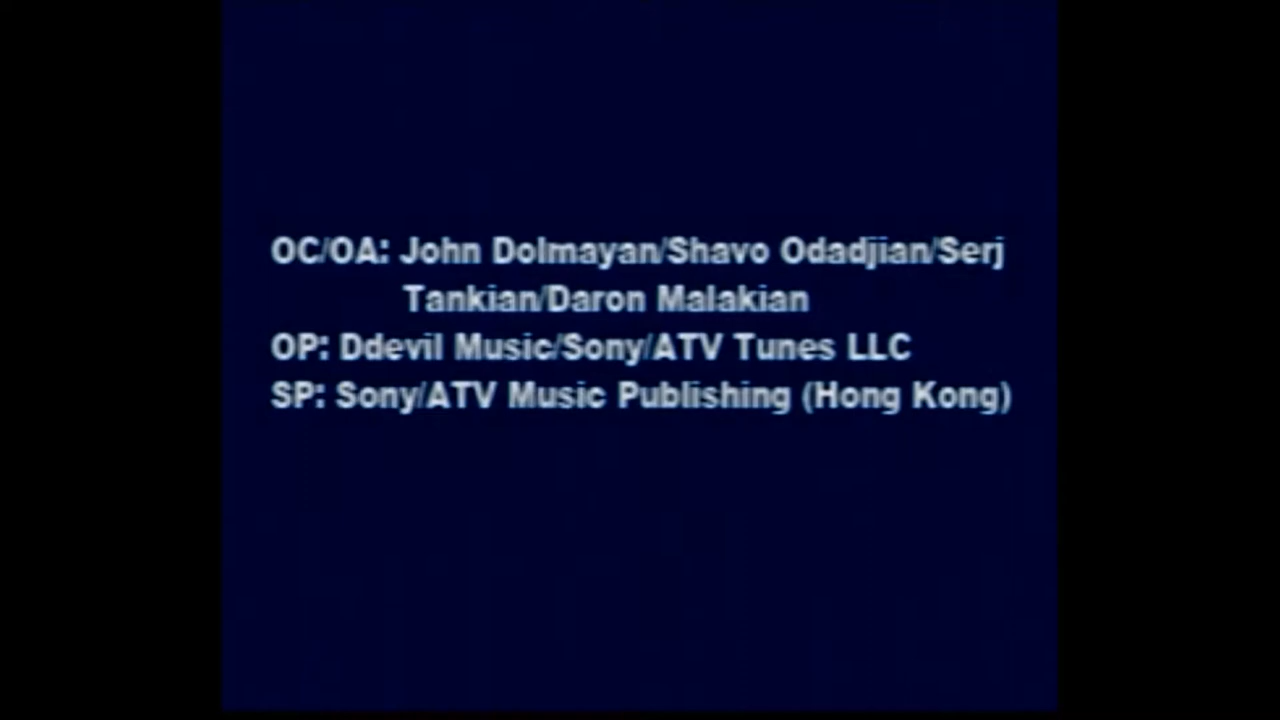 OC/OA: John Dolmayan/Shavo Odadjian/Serj
Tankian/Daron Malakian
OP: Ddevil Music/Sony/ATV Tunes LLC
SP: Sony/ATV Music Publishing (Hong Kong)